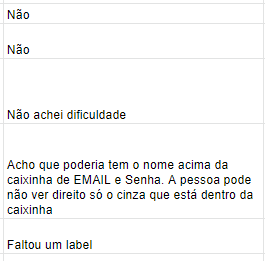 Não
Não
Não achei dificuldade
Acho que poderia tem o nome acima da
caixinha de EMAIL e Senha. A pessoa pode
não ver direito só o cinza que está dentro da
caixinha
Faltou um label